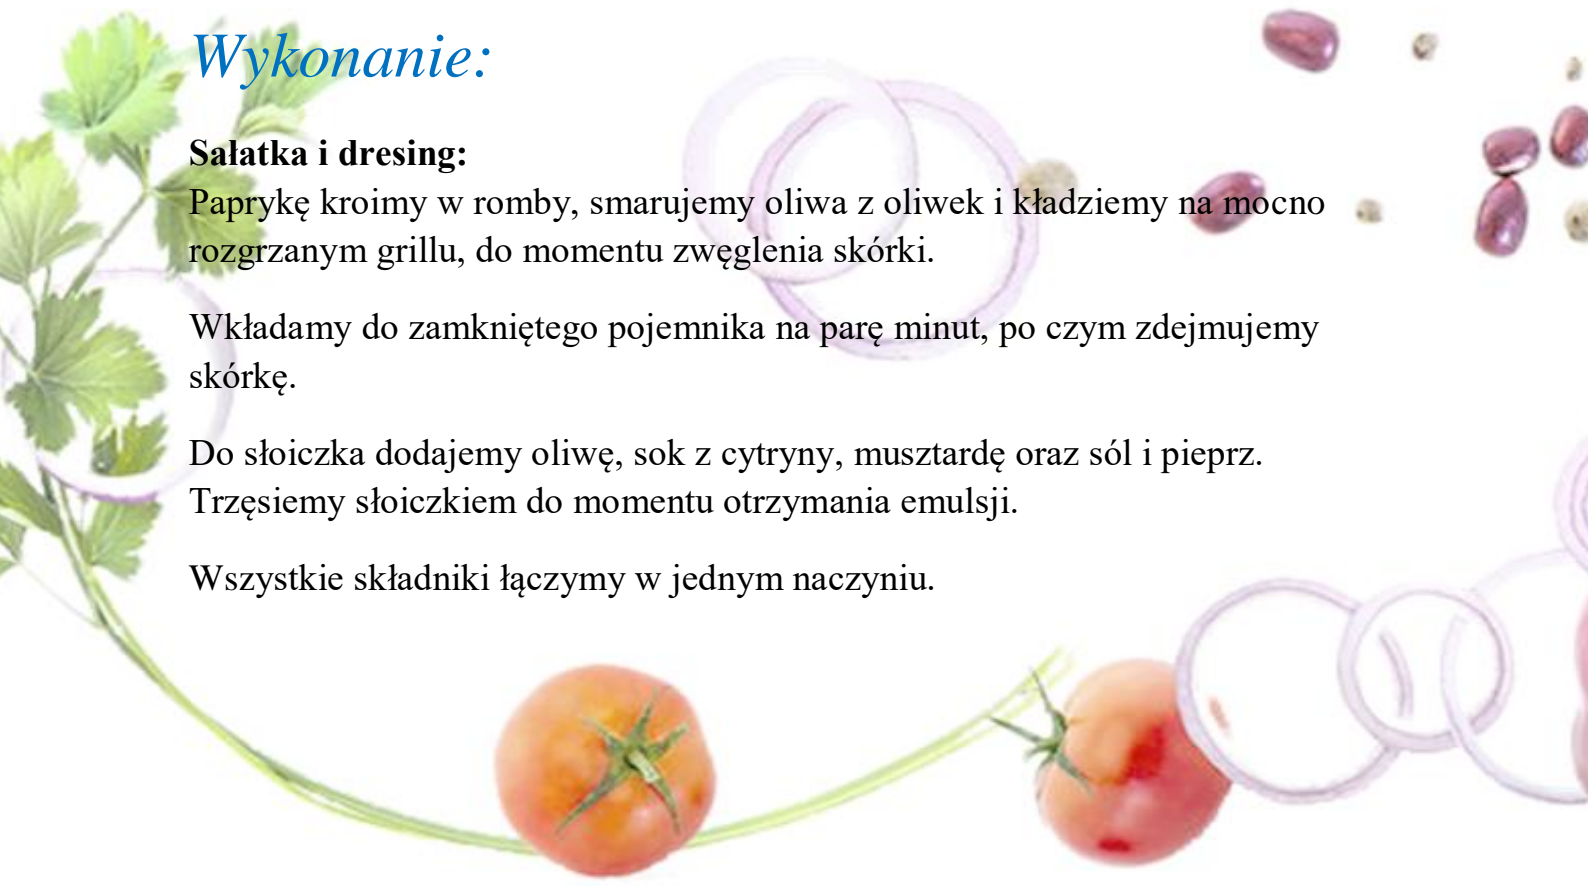 Wykonanie:
Sałatka i dresing:
Paprykę kroimy w romby, smarujemy oliwa z oliwek i kładziemy na mocno
rozgrzanym grillu, do momentu zwęglenia skórki.
Wkładamy do zamkniętego pojemnika na parę minut, po czym zdejmujemy
skórkę.
Do słoiczka dodajemy oliwę, sok z cytryny, musztardę oraz sól i pieprz.
Trzęsiemy słoiczkiem do momentu otrzymania emulsji.
Wszystkie składniki łączymy w jednym naczyniu.